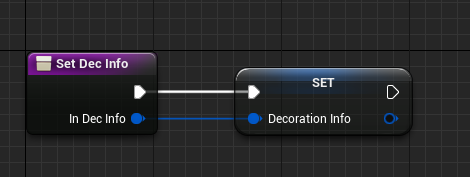 Set Dec Info
SET
In Dec Info
Decoration Info